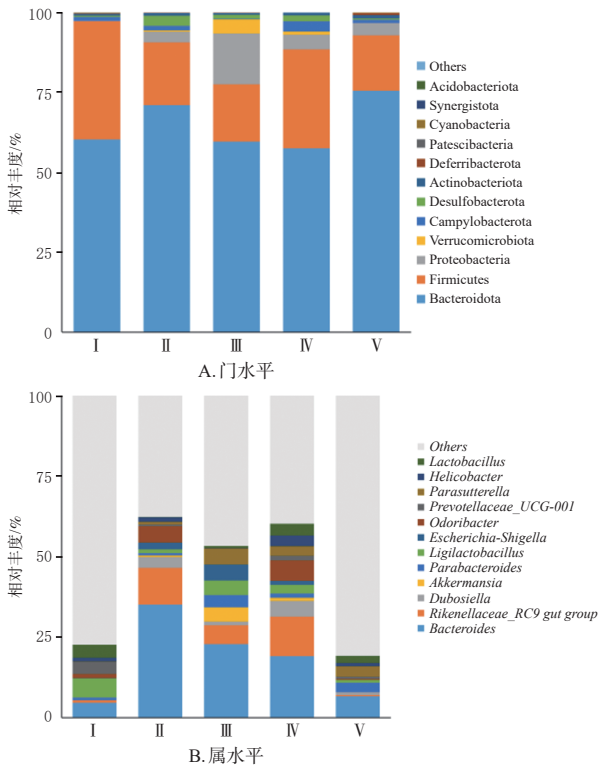 100
75
50
25
0
相对丰度/%
Ⅰ
Ⅱ
Ⅲ
Ⅳ
Ⅴ
Others
Acidobacteriota
Synergistota
Cyanobacteria
Patescibacteria
Deferribacterota
Actinobacteriota
Desulfobacterota
Campylobacterota
Verrucomicrobiota
Proteobacteria
Firmicutes
Bacteroidota
A.门水平
100
75
50
25
0
相对丰度/%
Ⅰ
Ⅱ
Ⅲ
Ⅳ
Ⅴ
Others
Lactobacillus
Helicobacter
Parasutterella
Prevotellaceae_UCG-001
Odoribacter
Escherichia-Shigella
Ligilactobacillus
Parabacteroides
Akkermansia
Dubosiella
Rikenellaceae_RC9 gut group
Bacteroides
B.属水平